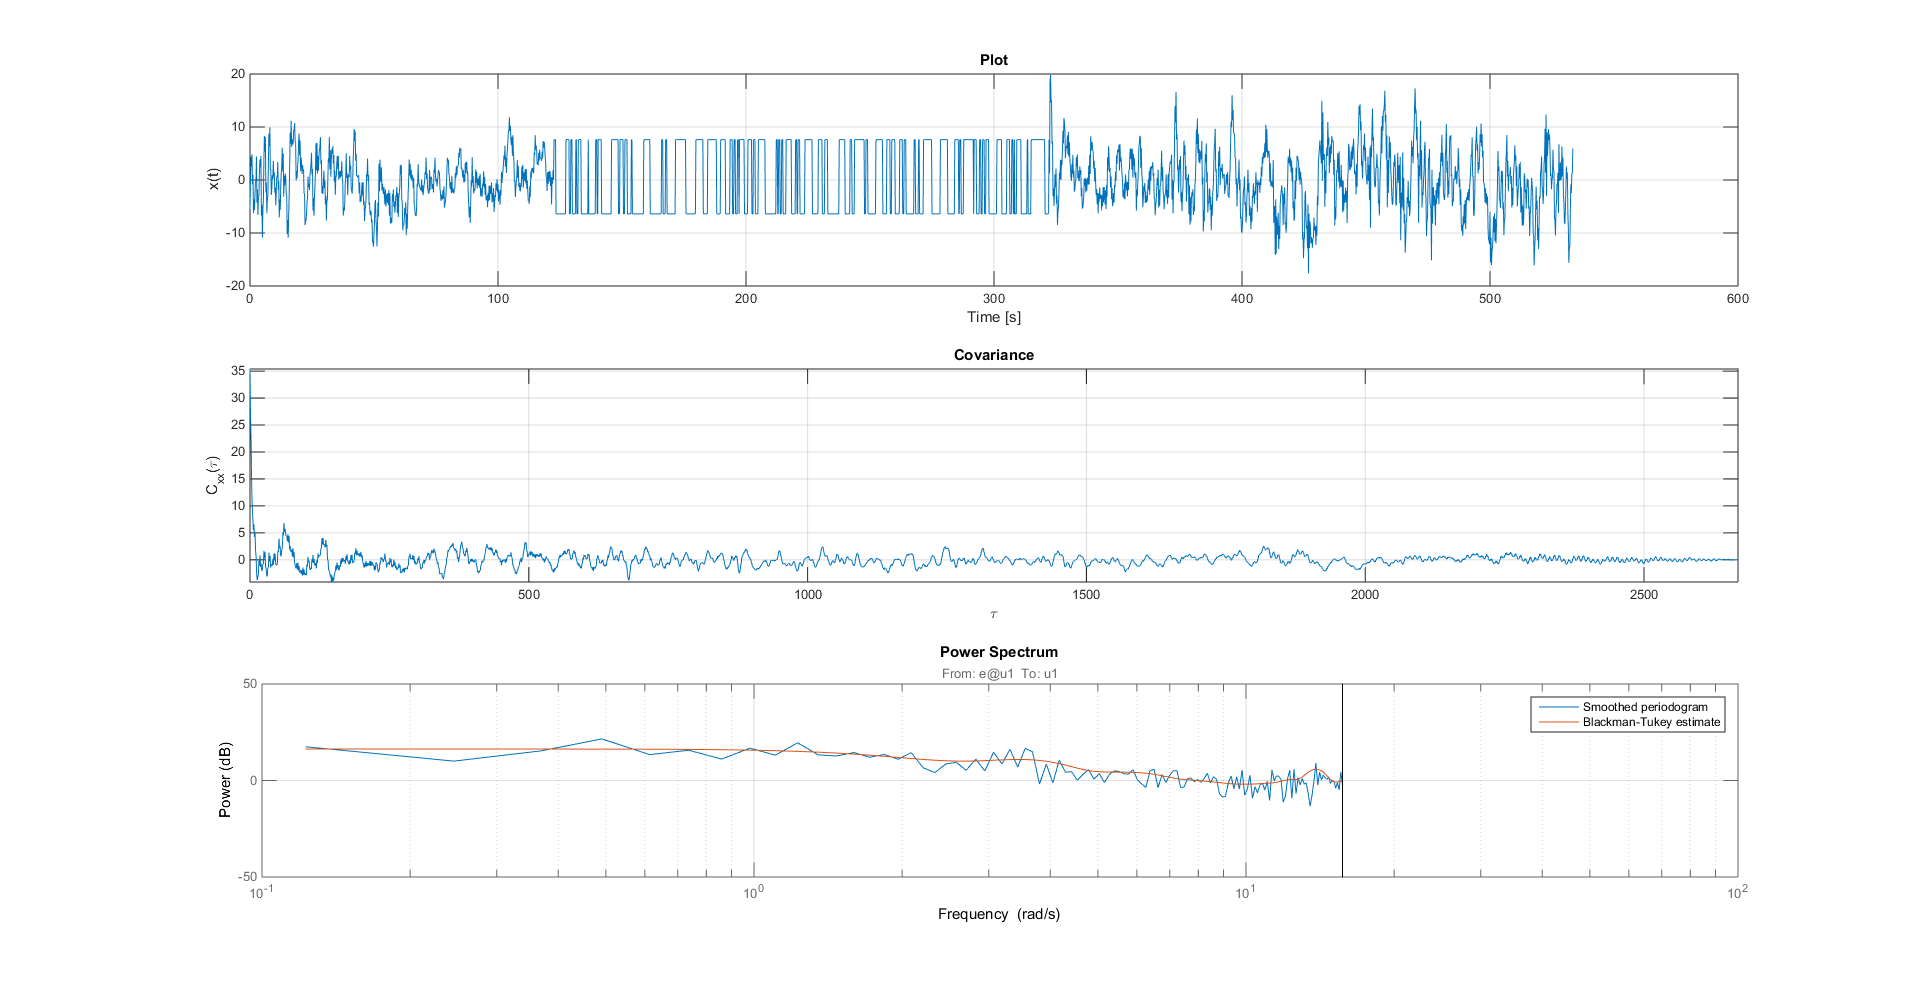 Plot
20
10
0
-10
-20
x(t)
0 100 200 300 400 500 600
Time [s]
Covariance
35
30
25
20
15
10
5
0
C_xx(τ)
0 500 1000 1500 2000 2500
τ
Power Spectrum
From: e@u1 To: u1
50
0
-50
Power (dB)
Smoothed periodogram
Blackman-Tukey estimate
10^-1 10^0 10^1 10^2
Frequency (rad/s)